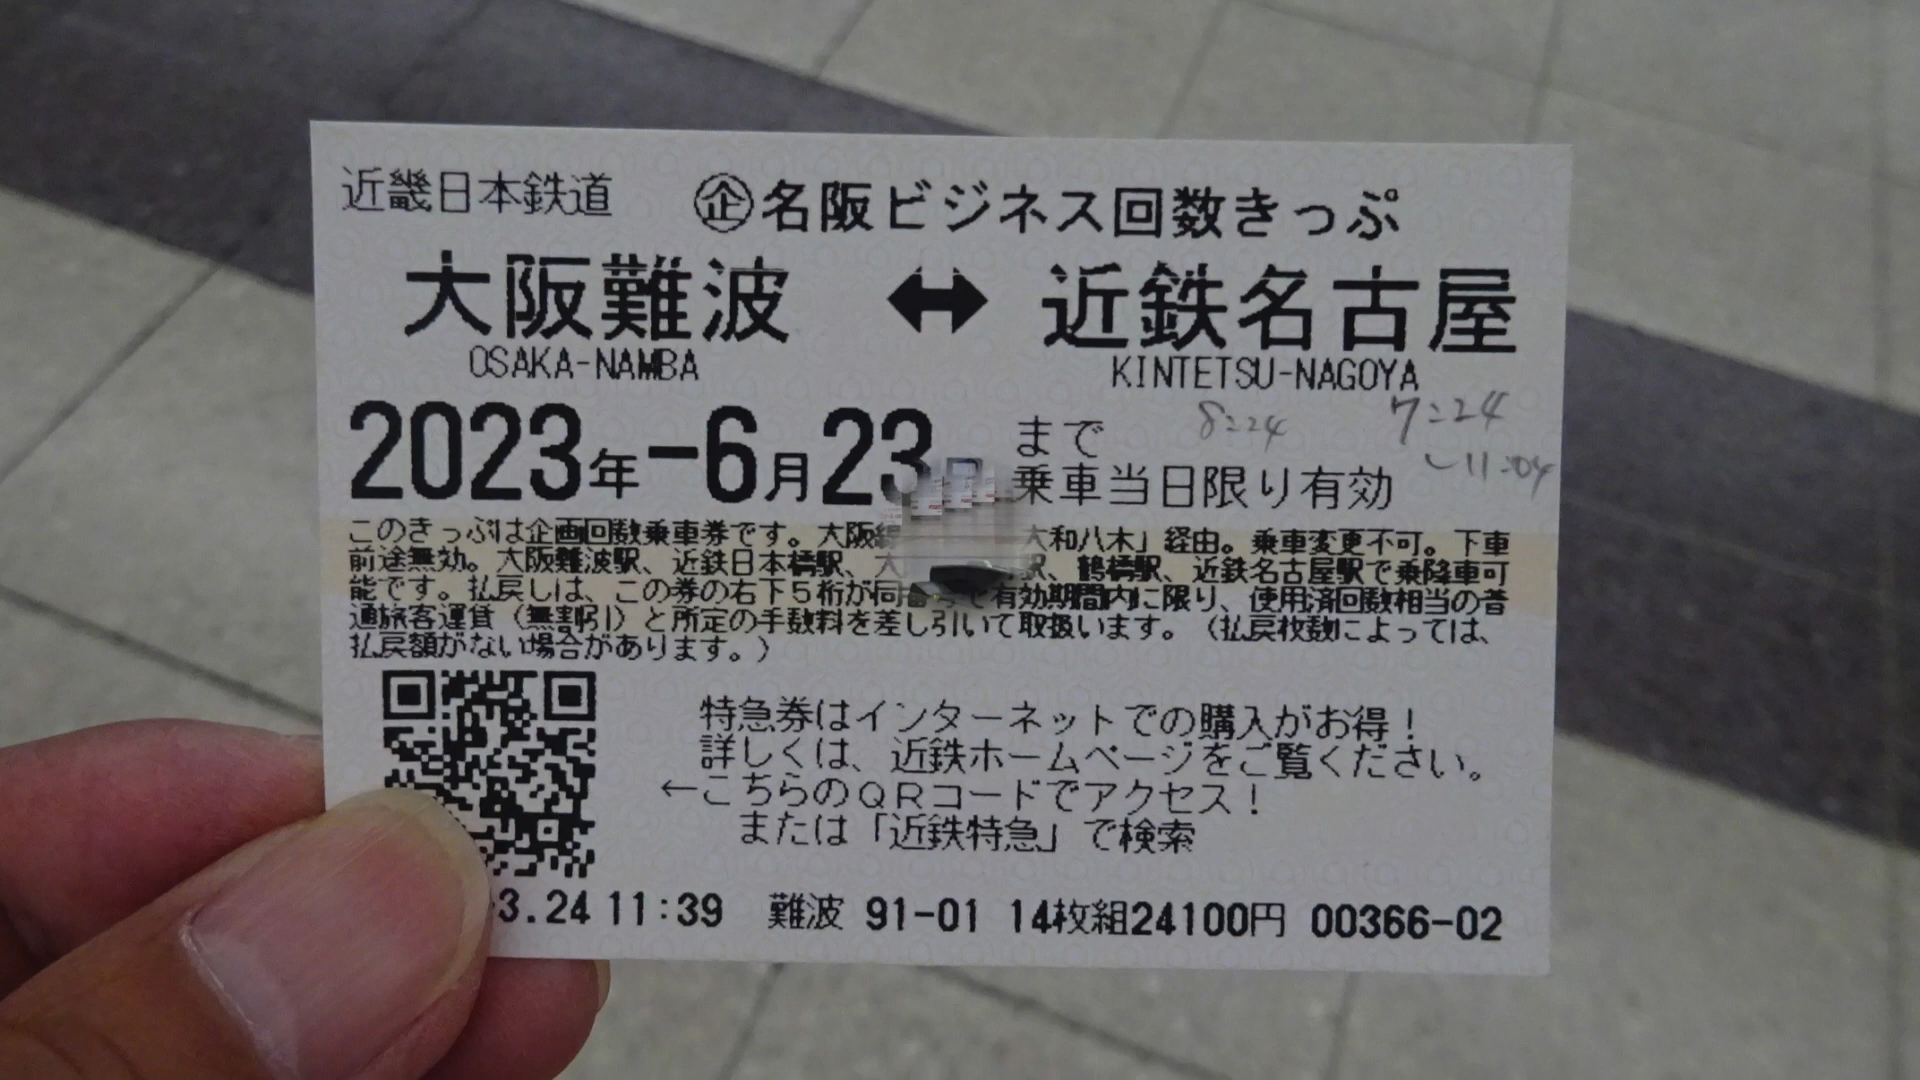 近畿日本鉄道 ㊭名阪ビジネス回数きっぷ
大阪難波 ↔ 近鉄名古屋
OSAKA-NAMBA KINTETSU-NAGOYA
8:24 7:24
2023年-6月23 まで
~11:04
乗車当日限り有効
このきっぷは企画回数乗車券です。大阪線 大和八木」経由。乗車変更不可。下車
前途無効。大阪難波駅、近鉄日本橋駅、大 駅、鶴橋駅、近鉄名古屋駅で乗降車可
能です。払戻しは、この券の右下5桁が同 で有効期間内に限り、使用済回数相当の普
通旅客運賃(無割引)と所定の手数料を差し引いて取扱います。(払戻枚数によっては、
払戻額がない場合があります。)
特急券はインターネットでの購入がお得!
詳しくは、近鉄ホームページをご覧ください。
←こちらのQRコードでアクセス!
または「近鉄特急」で検索
3.24 11:39 難波 91-01 14枚組24100円 00366-02